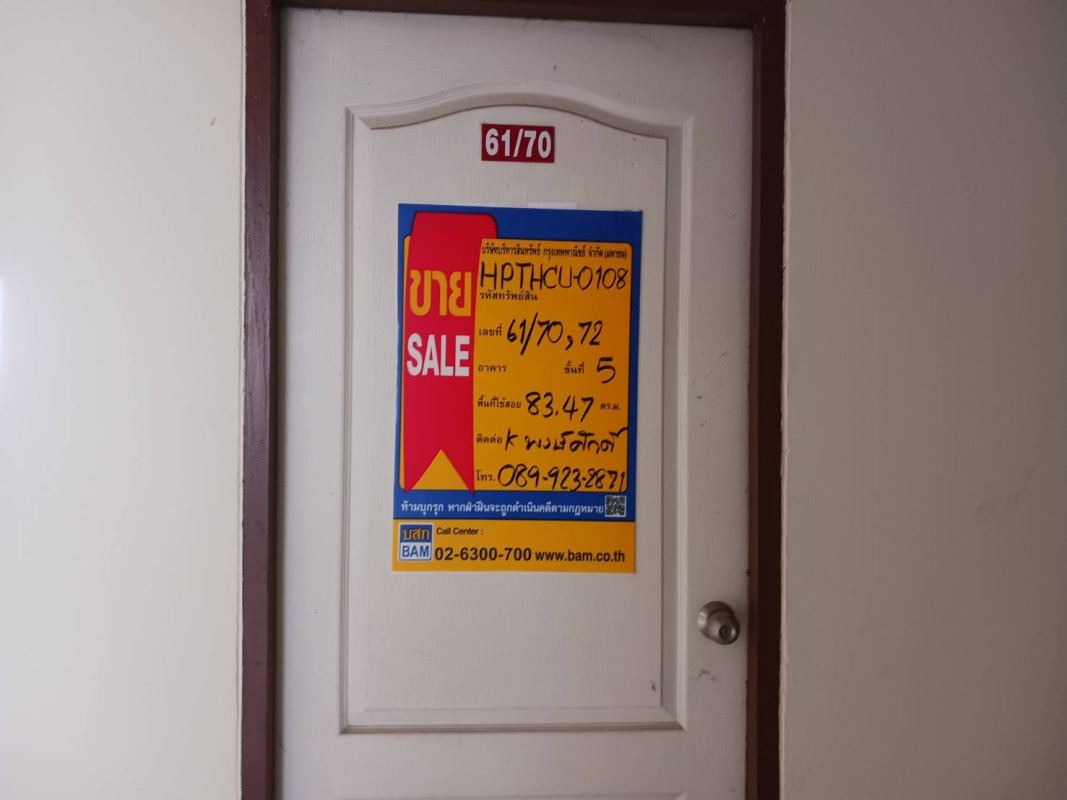 61/70
บริษัทบริหารสินทรัพย์ กรุงเทพพาณิชย์ จำกัด (มหาชน)
ขาย
SALE
HPTHCU-0108
รหัสทรัพย์สิน
เลขที่ 61/70, 72
อาคาร ชั้นที่ 5
พื้นที่ใช้สอย 83.47 ตร.ม.
ติดต่อ K พงษ์ศักดิ์
โทร. 089-923-2871
ห้ามบุกรุก หากฝ่าฝืนจะถูกดำเนินคดีตามกฎหมาย
บสก
BAM
Call Center :
02-6300-700 www.bam.co.th